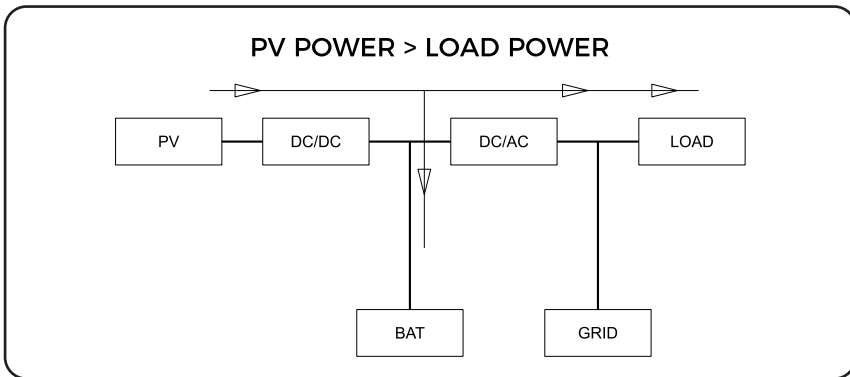 PV POWER > LOAD POWER
PV DC/DC DC/AC LOAD
BAT GRID